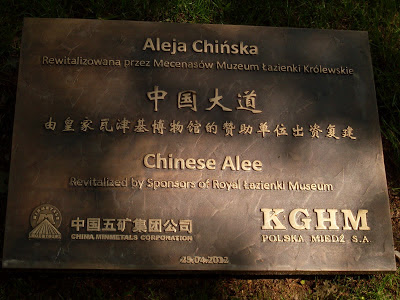 Aleja Chińska
Rewitalizowana przez Mecenasów Muzeum Łazienki Królewskie
中国大道
由皇家瓦津基博物馆的赞助单位出资复建
Chinese Alee
Revitalized by Sponsors of Royal Łazienki Museum
中国五矿集团公司
CHINA MINMETALS CORPORATION
KGHM
POLSKA MIEDŹ S.A